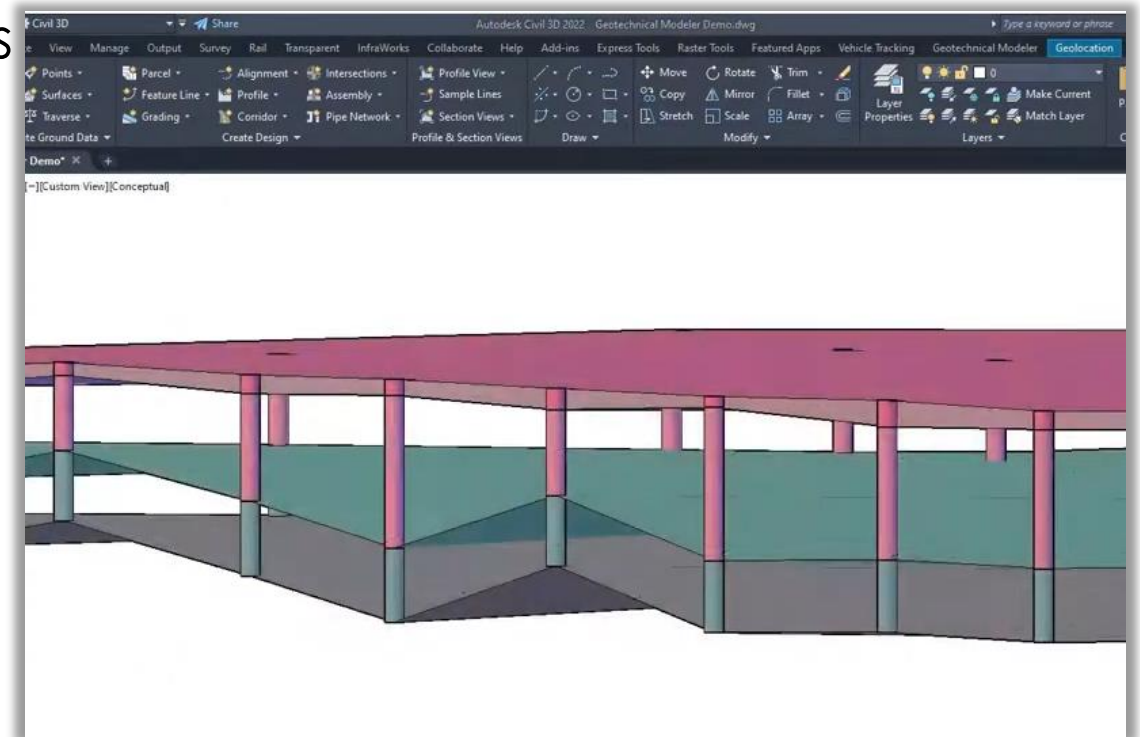 S
Civil 3D Share Autodesk Civil 3D 2022 Geotechnical Modeler Demo.dwg Type a keyword or phrase
View Manage Output Survey Rail Transparent InfraWorks Collaborate Help Add-ins Express Tools Raster Tools Featured Apps Vehicle Tracking Geotechnical Modeler Geolocation
Points Parcel Alignment Intersections Profile View Move Rotate Trim 0
Surfaces Feature Line Profile Assembly Sample Lines Copy Mirror Fillet Make Current
Traverse Grading Corridor Pipe Network Section Views Stretch Scale Array Layer Properties Match Layer
te Ground Data Create Design Profile & Section Views Draw Modify Layers
Demo* × +
[−][Custom View][Conceptual]